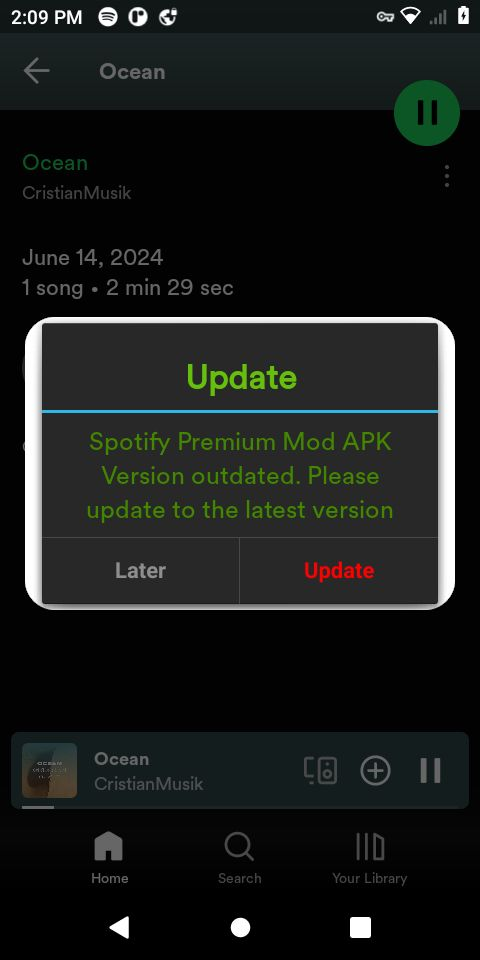 2:09 PM
Ocean
Ocean
CristianMusik
June 14, 2024
1 song • 2 min 29 sec
Update
Spotify Premium Mod APK
Version outdated. Please
update to the latest version
Later
Update
Ocean
CristianMusik
Home
Search
Your Library